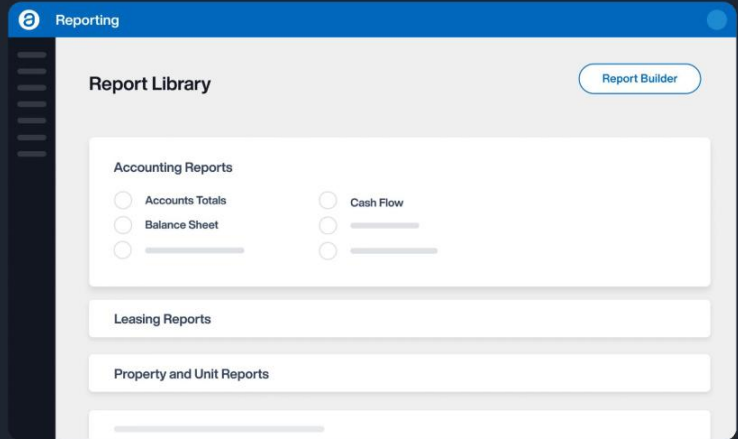 a Reporting
Report Library
Report Builder
Accounting Reports
Accounts Totals
Cash Flow
Balance Sheet
Leasing Reports
Property and Unit Reports